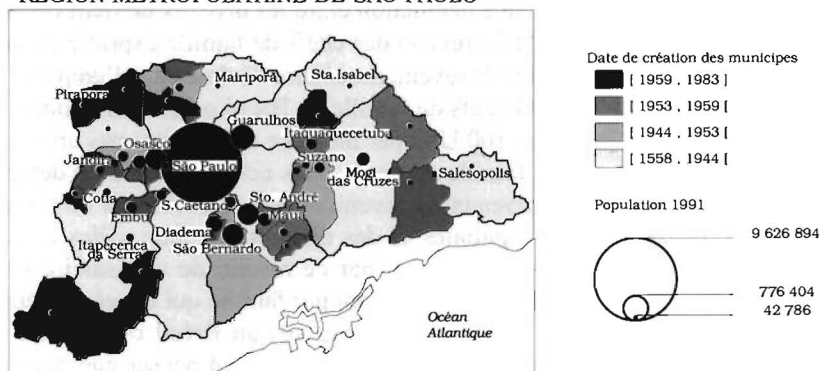 REGION METROPOLITAINE DE SAO PAULO
Mairiporã
Sta.Isabel
Pirapora
Guarulhos
Osasco
Itaquaquecetuba
Jandira
São Paulo
Suzano
Mogi
das Cruzes
Salesopolis
Cotia
S.Caetano
Sto. André
Embu
Mauá
Diadema
São Bernardo
Itapecerica
da Serra
Océan
Atlantique
Date de création des municipes
[ 1959 , 1983 [
[ 1953 , 1959 [
[ 1944 , 1953 [
[ 1558 , 1944 [
Population 1991
9 626 894
776 404
42 786